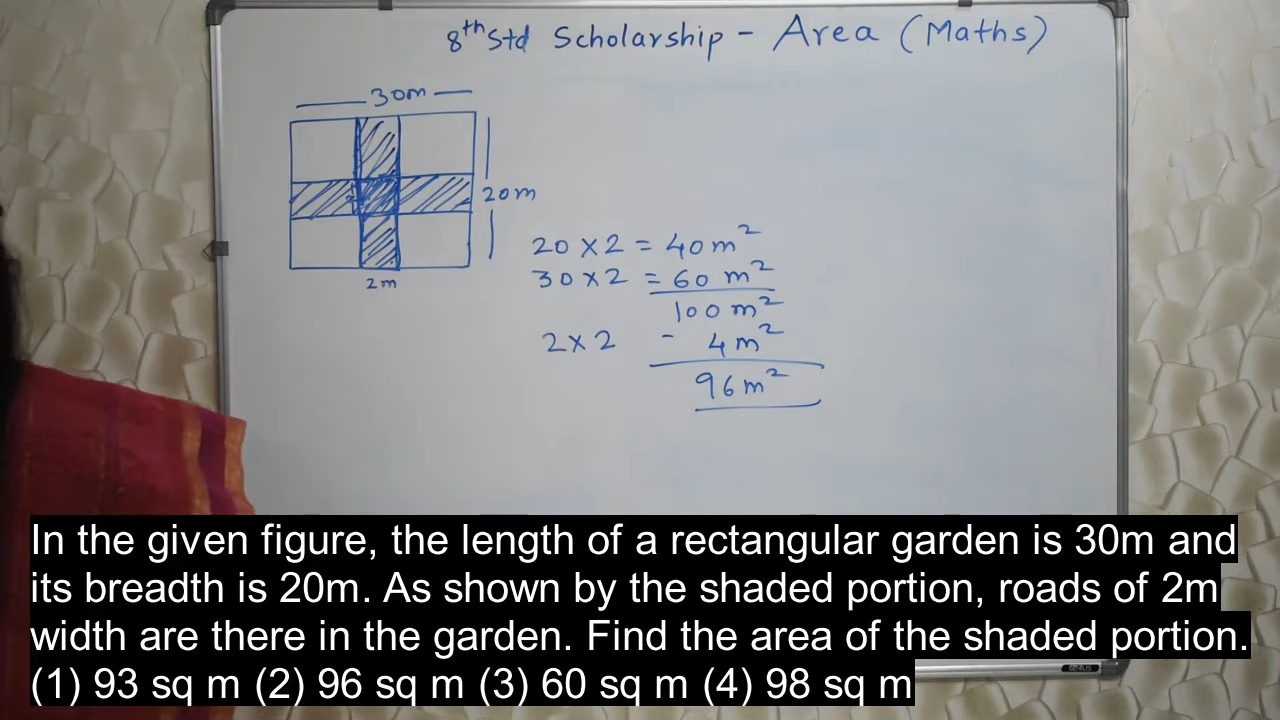 8th Std Scholarship - Area (Maths)
30m
20m
2m
20 × 2 = 40 m²
30 × 2 = 60 m²
100 m²
2 × 2 - 4 m²
96 m²
In the given figure, the length of a rectangular garden is 30m and
its breadth is 20m. As shown by the shaded portion, roads of 2m
width are there in the garden. Find the area of the shaded portion.
(1) 93 sq m (2) 96 sq m (3) 60 sq m (4) 98 sq m